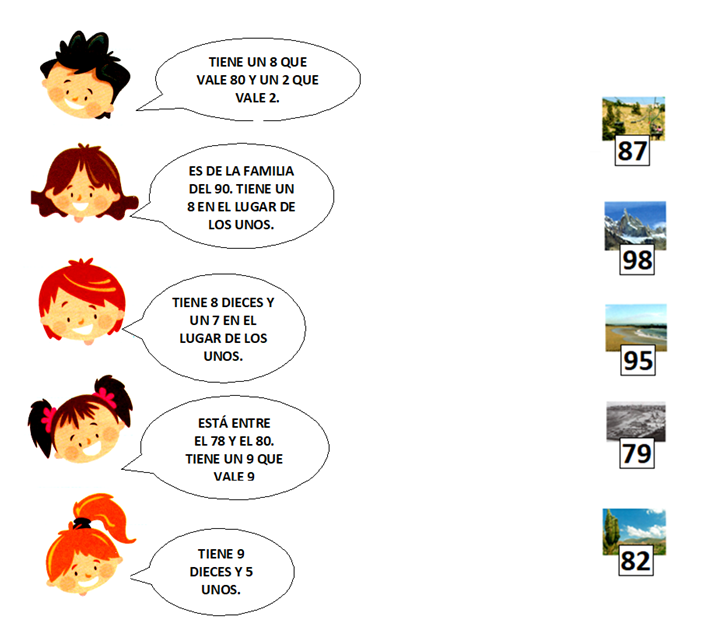 TIENE UN 8 QUE
VALE 80 Y UN 2 QUE
VALE 2.
87
ES DE LA FAMILIA
DEL 90. TIENE UN
8 EN EL LUGAR DE
LOS UNOS.
98
TIENE 8 DIECES Y
UN 7 EN EL
LUGAR DE LOS
UNOS.
95
ESTÁ ENTRE
EL 78 Y EL 80.
TIENE UN 9 QUE
VALE 9
79
TIENE 9
DIECES Y 5
UNOS.
82